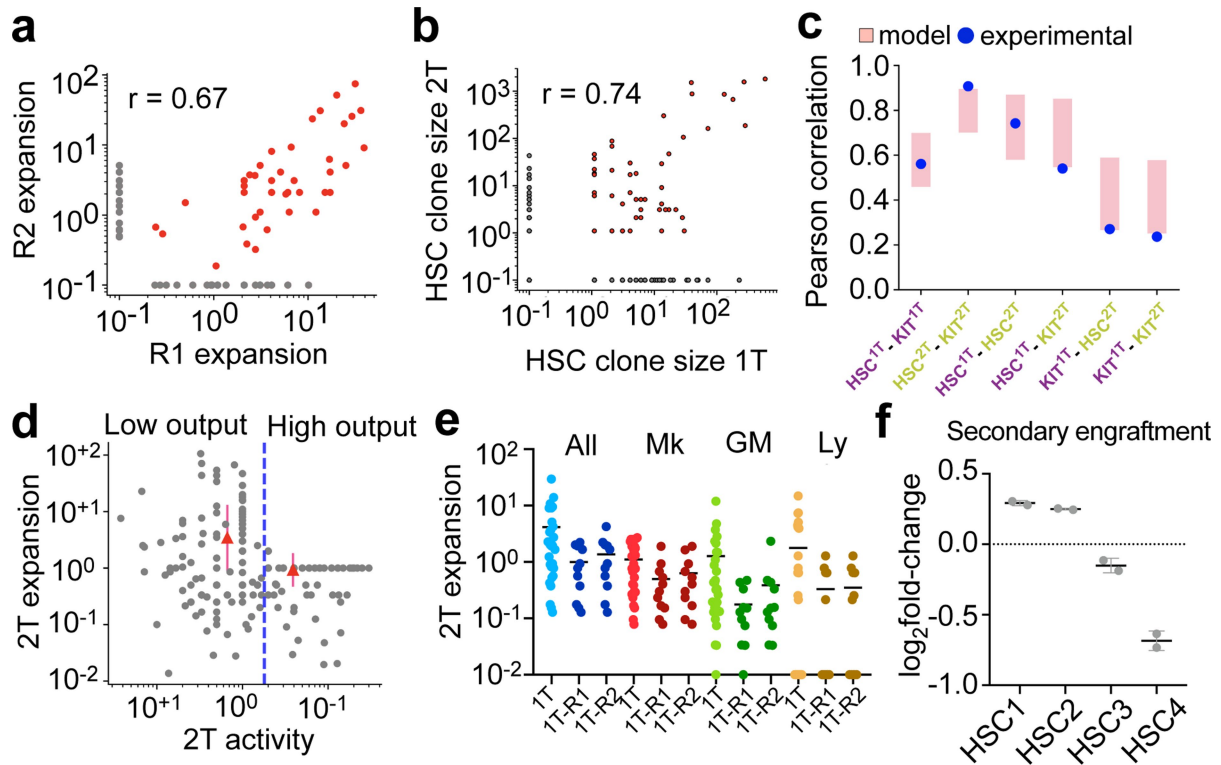 a
r = 0.67
R2 expansion
10^2
10^1
10^0
10^-1
10^-1 10^0 10^1
R1 expansion
b
r = 0.74
HSC clone size 2T
10^3
10^2
10^1
10^0
10^-1
10^-1 10^0 10^1 10^2
HSC clone size 1T
c
model experimental
Pearson correlation
1.0
0.8
0.6
0.4
0.2
0.0
HSC^1T - KIT^1T
HSC^2T - KIT^2T
HSC^1T - HSC^2T
HSC^1T - KIT^2T
KIT^1T - HSC^2T
KIT^1T - KIT^2T
d
Low output High output
2T expansion
10^+2
10^+1
10^0
10^-1
10^-2
10^+1 10^0 10^-1
2T activity
e
All Mk GM Ly
2T expansion
10^2
10^1
10^0
10^-1
10^-2
1T 1T-R1 1T-R2 1T 1T-R1 1T-R2 1T 1T-R1 1T-R2 1T 1T-R1 1T-R2
f
Secondary engraftment
log2fold-change
0.5
0.0
-0.5
-1.0
HSC1 HSC2 HSC3 HSC4